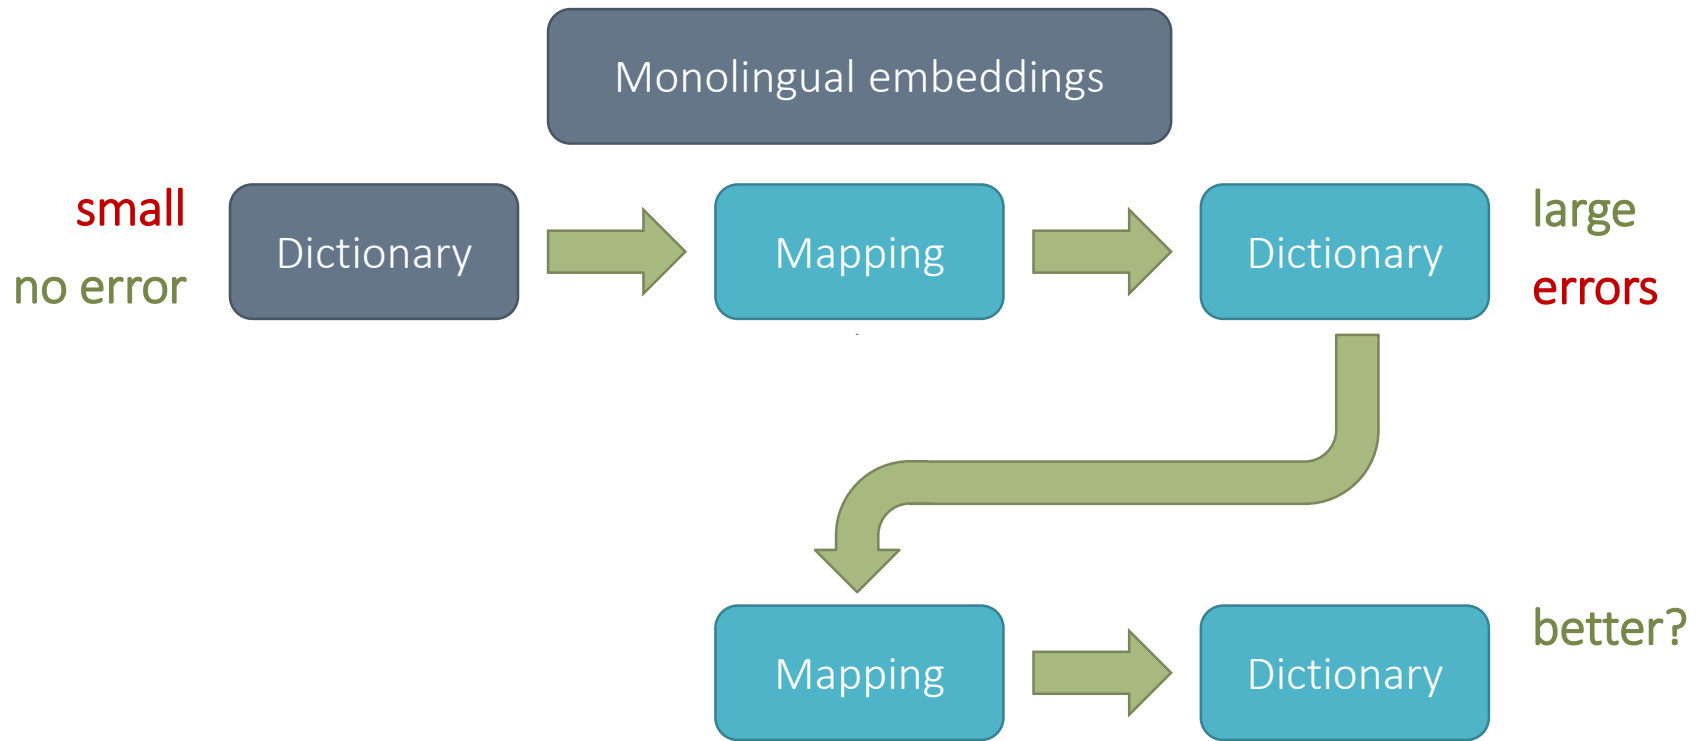 Monolingual embeddings
small
no error
Dictionary
Mapping
Dictionary
large
errors
Mapping
Dictionary
better?